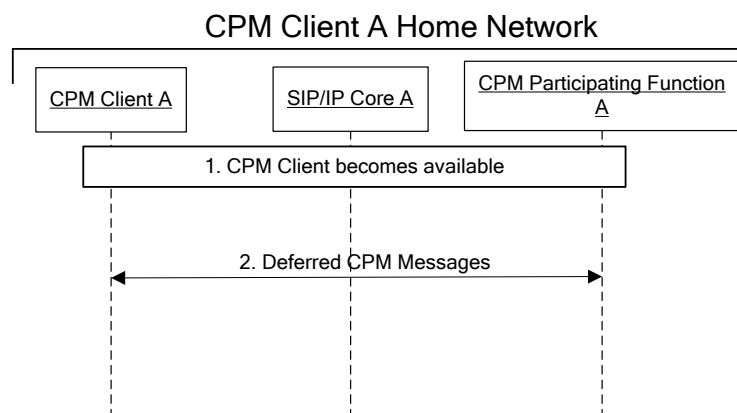 CPM Client A Home Network
CPM Client A
SIP/IP Core A
CPM Participating Function
A
1. CPM Client becomes available
2. Deferred CPM Messages